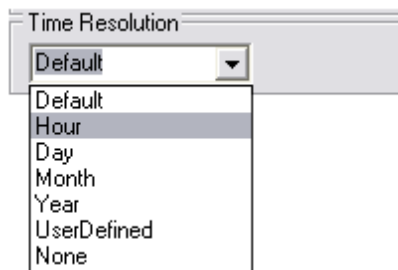 Time Resolution
Default
Default
Hour
Day
Month
Year
UserDefined
None